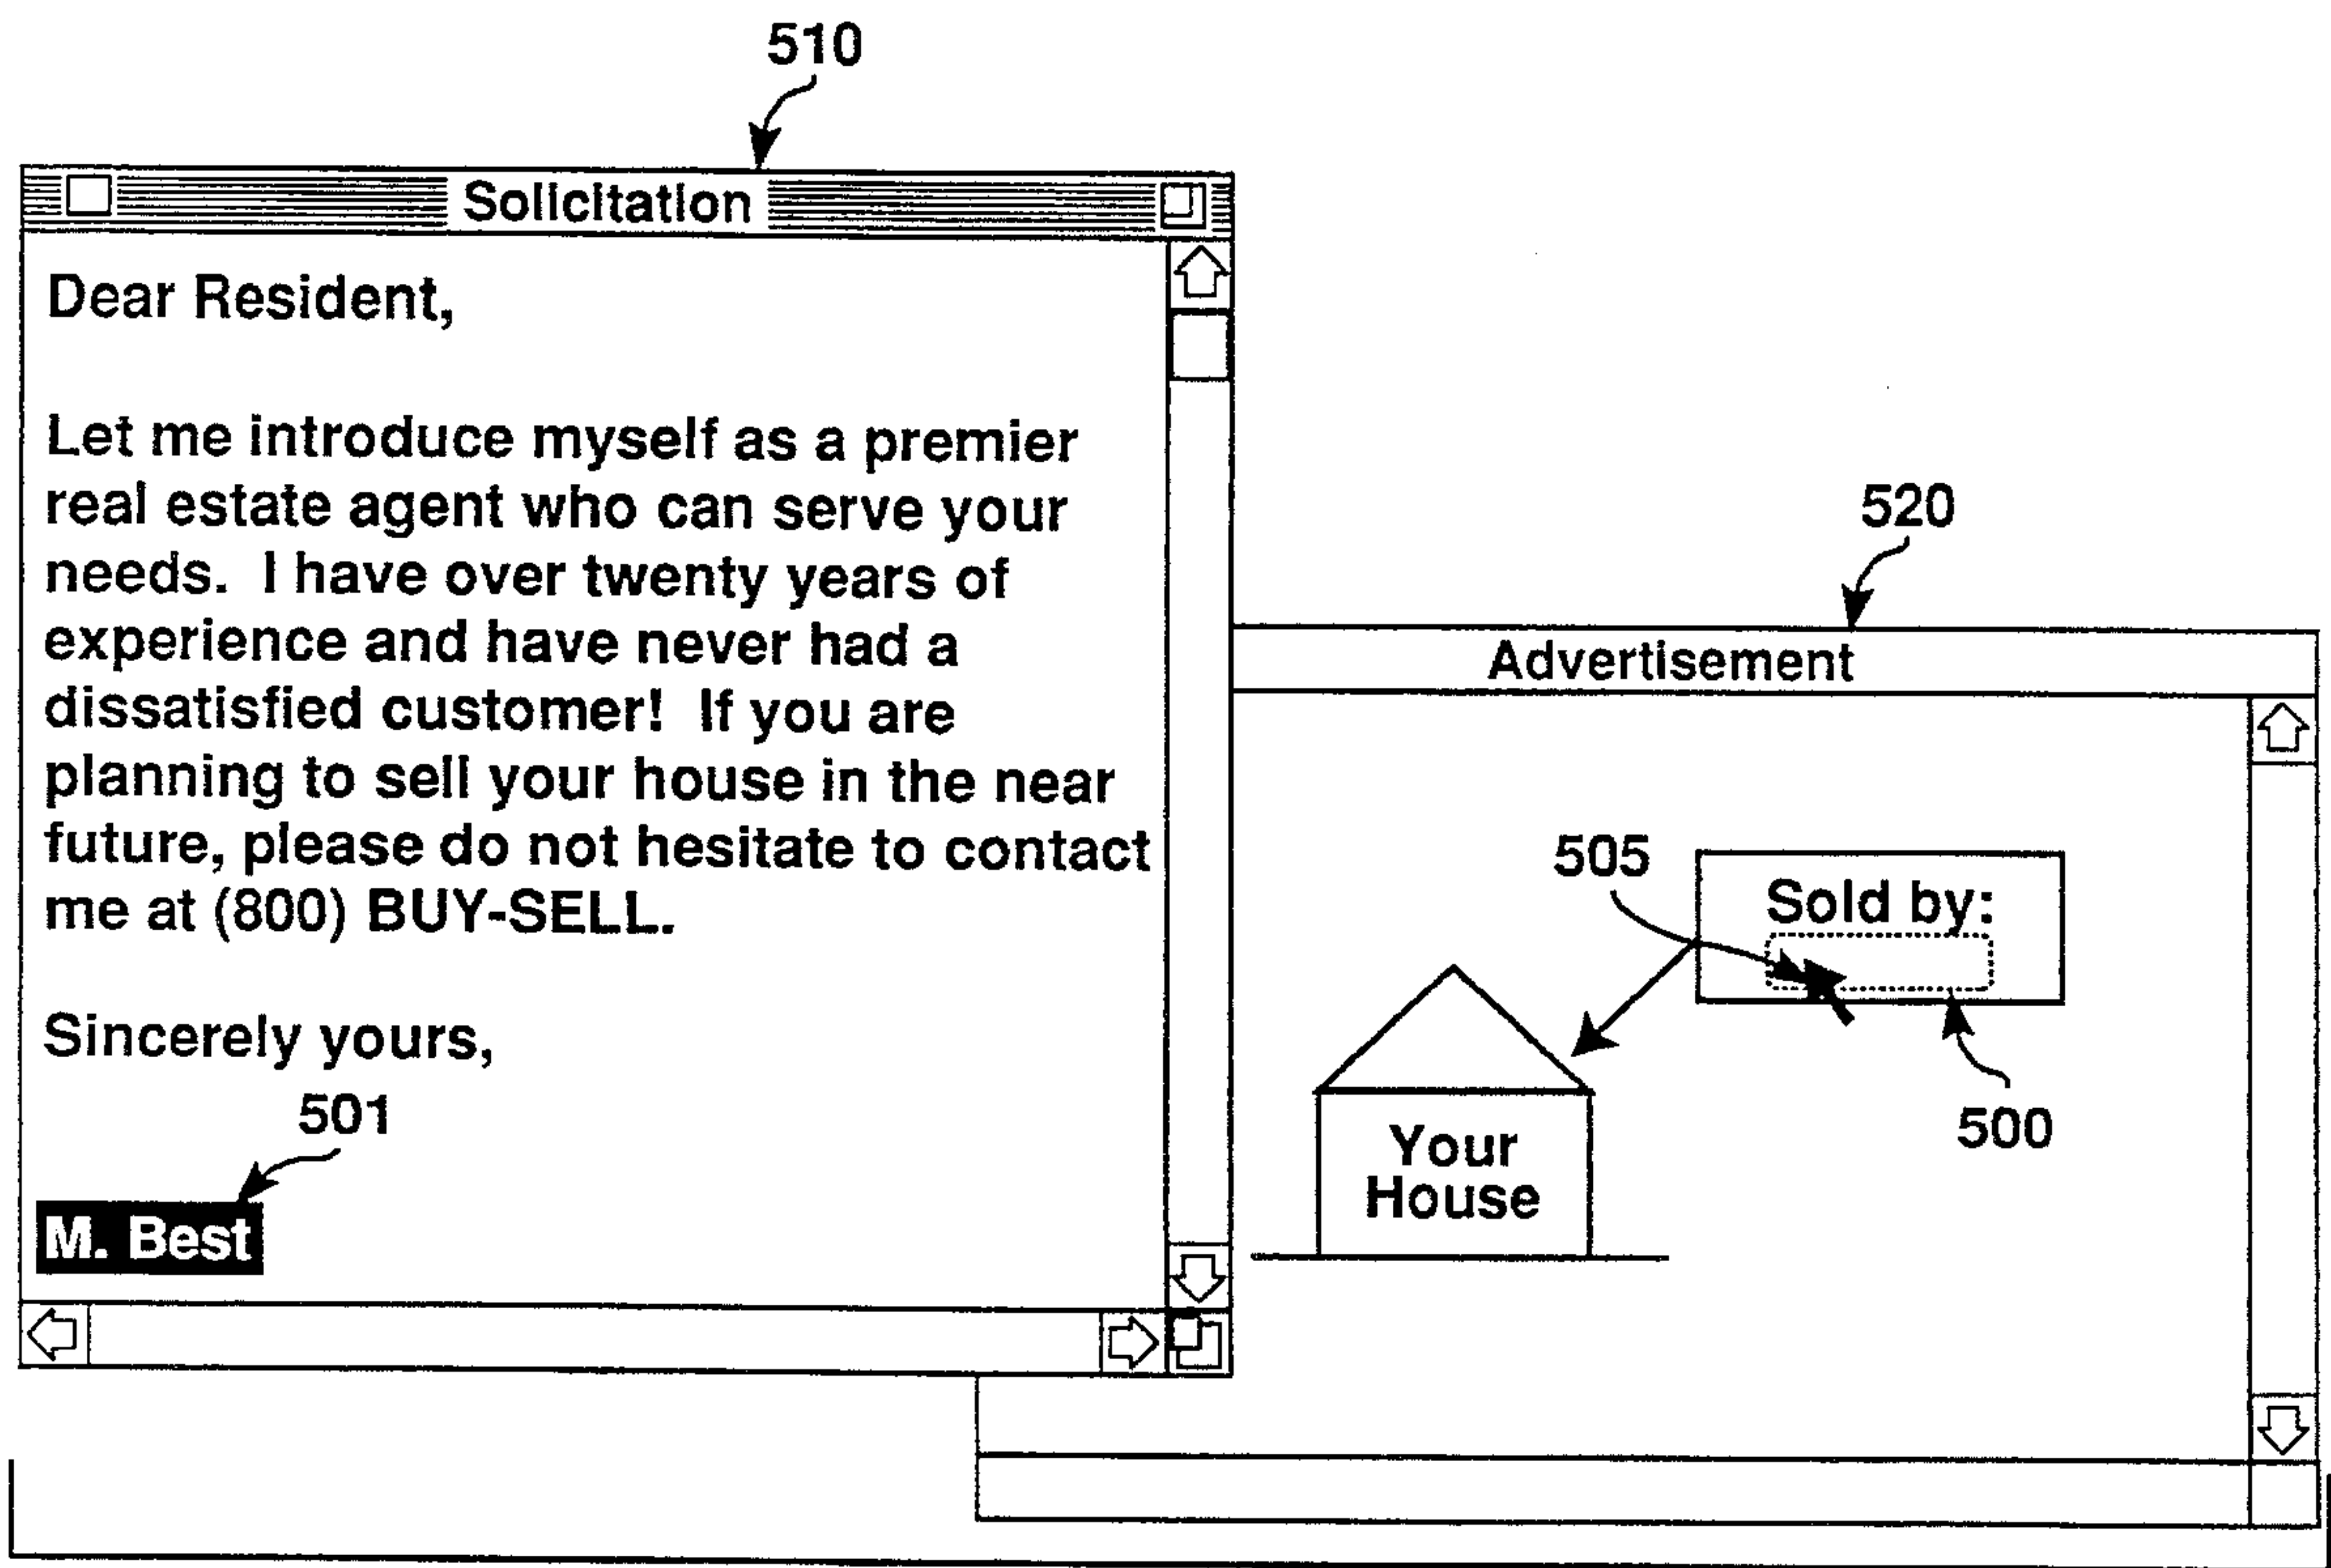 510
Solicitation
Dear Resident,
Let me introduce myself as a premier
real estate agent who can serve your
needs. I have over twenty years of
experience and have never had a
dissatisfied customer! If you are
planning to sell your house in the near
future, please do not hesitate to contact
me at (800) BUY-SELL.
Sincerely yours,
501
M. Best
520
Advertisement
505
Sold by:
500
Your
House